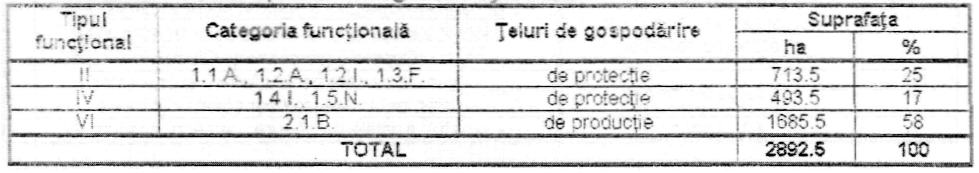 Tipul funcțional Categoria funcțională Țeluri de gospodărire Suprafața
ha %
II 1.1.A., 1.2.A., 1.2.I., 1.3.F. de protecție 713.5 25
IV 1.4.I., 1.5.N. de protecție 493.5 17
VI 2.1.B. de producție 1685.5 58
TOTAL 2892.5 100